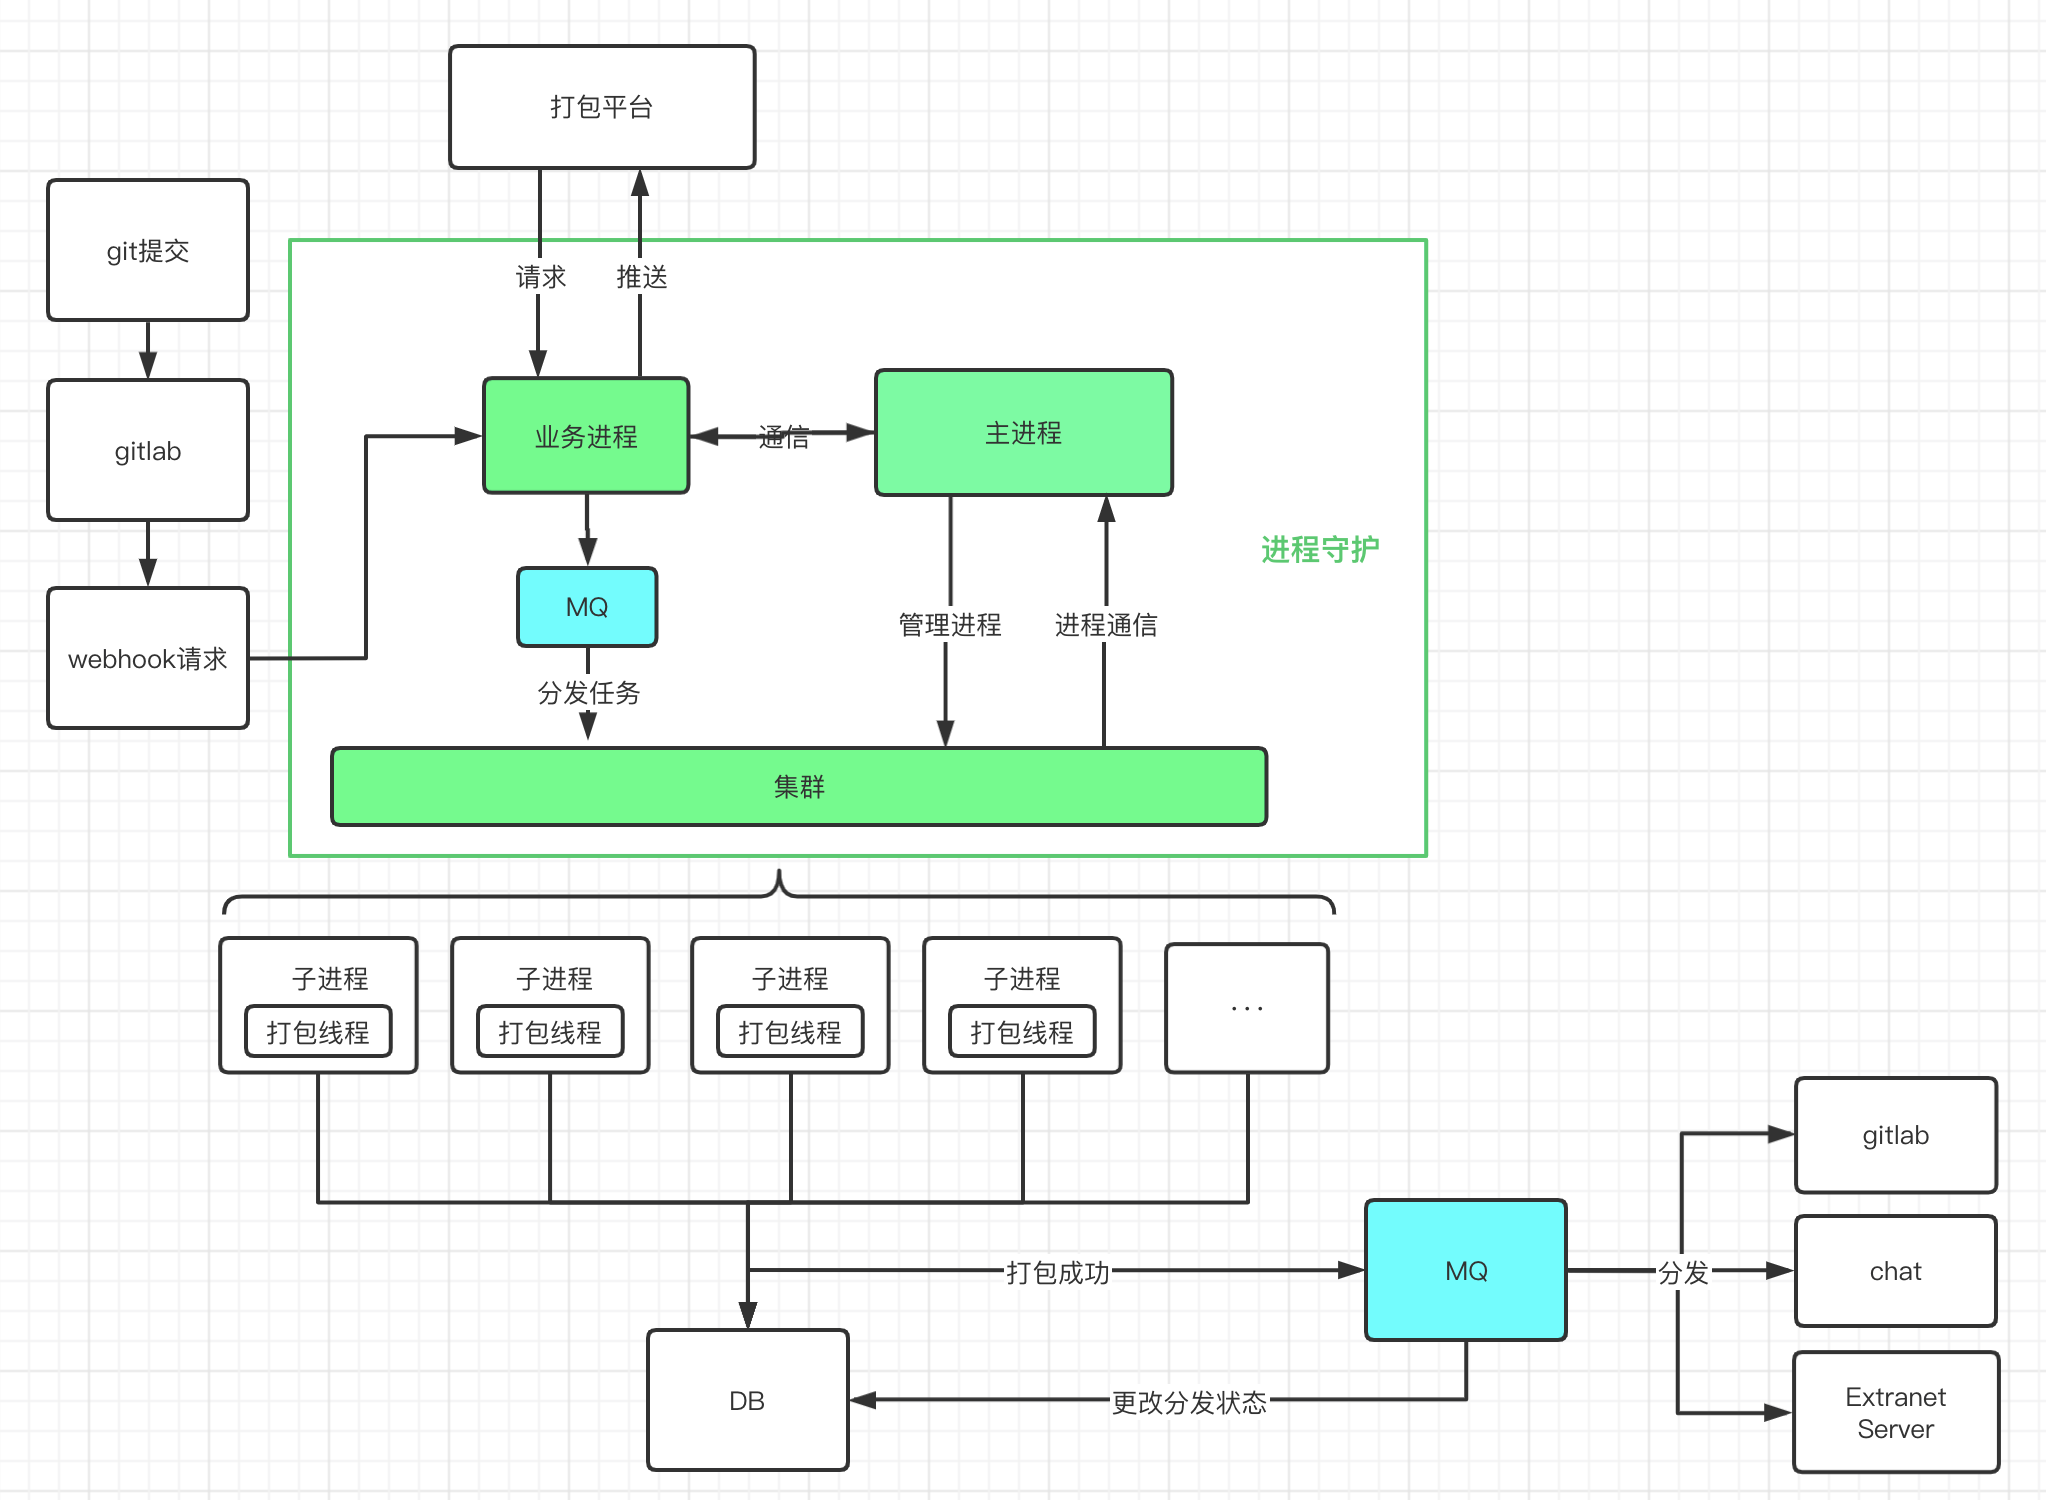 打包平台
git提交
请求
推送
gitlab
业务进程
通信
主进程
进程守护
MQ
管理进程
进程通信
webhook请求
分发任务
集群
子进程
打包线程
子进程
打包线程
子进程
打包线程
子进程
打包线程
...
gitlab
打包成功
MQ
分发
chat
DB
更改分发状态
Extranet
Server